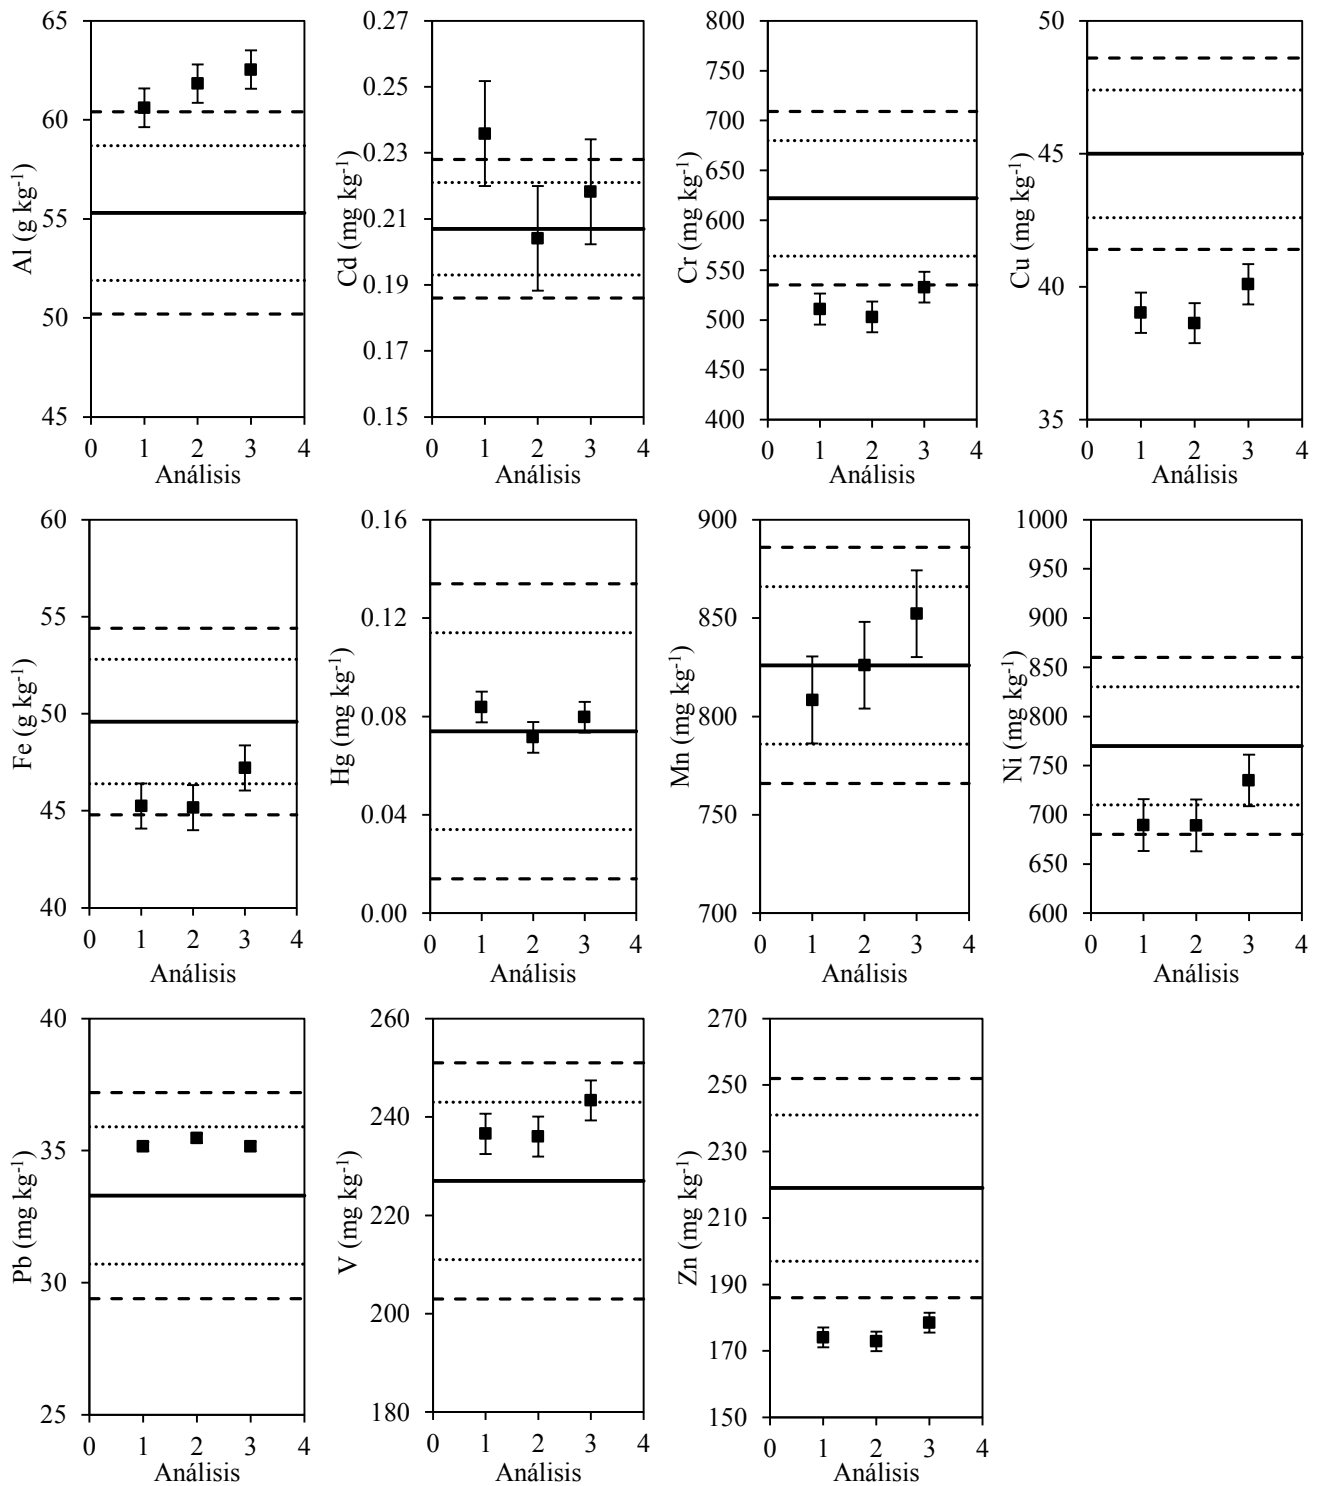 Al (g kg⁻¹)
65
60
55
50
45
0 1 2 3 4
Análisis
Cd (mg kg⁻¹)
0.27
0.25
0.23
0.21
0.19
0.17
0.15
0 1 2 3 4
Análisis
Cr (mg kg⁻¹)
800
750
700
650
600
550
500
450
400
0 1 2 3 4
Análisis
Cu (mg kg⁻¹)
50
45
40
35
0 1 2 3 4
Análisis
Fe (g kg⁻¹)
60
55
50
45
40
0 1 2 3 4
Análisis
Hg (mg kg⁻¹)
0.16
0.12
0.08
0.04
0.00
0 1 2 3 4
Análisis
Mn (mg kg⁻¹)
900
850
800
750
700
0 1 2 3 4
Análisis
Ni (mg kg⁻¹)
1000
950
900
850
800
750
700
650
600
0 1 2 3 4
Análisis
Pb (mg kg⁻¹)
40
35
30
25
0 1 2 3 4
Análisis
V (mg kg⁻¹)
260
240
220
200
180
0 1 2 3 4
Análisis
Zn (mg kg⁻¹)
270
250
230
210
190
170
150
0 1 2 3 4
Análisis